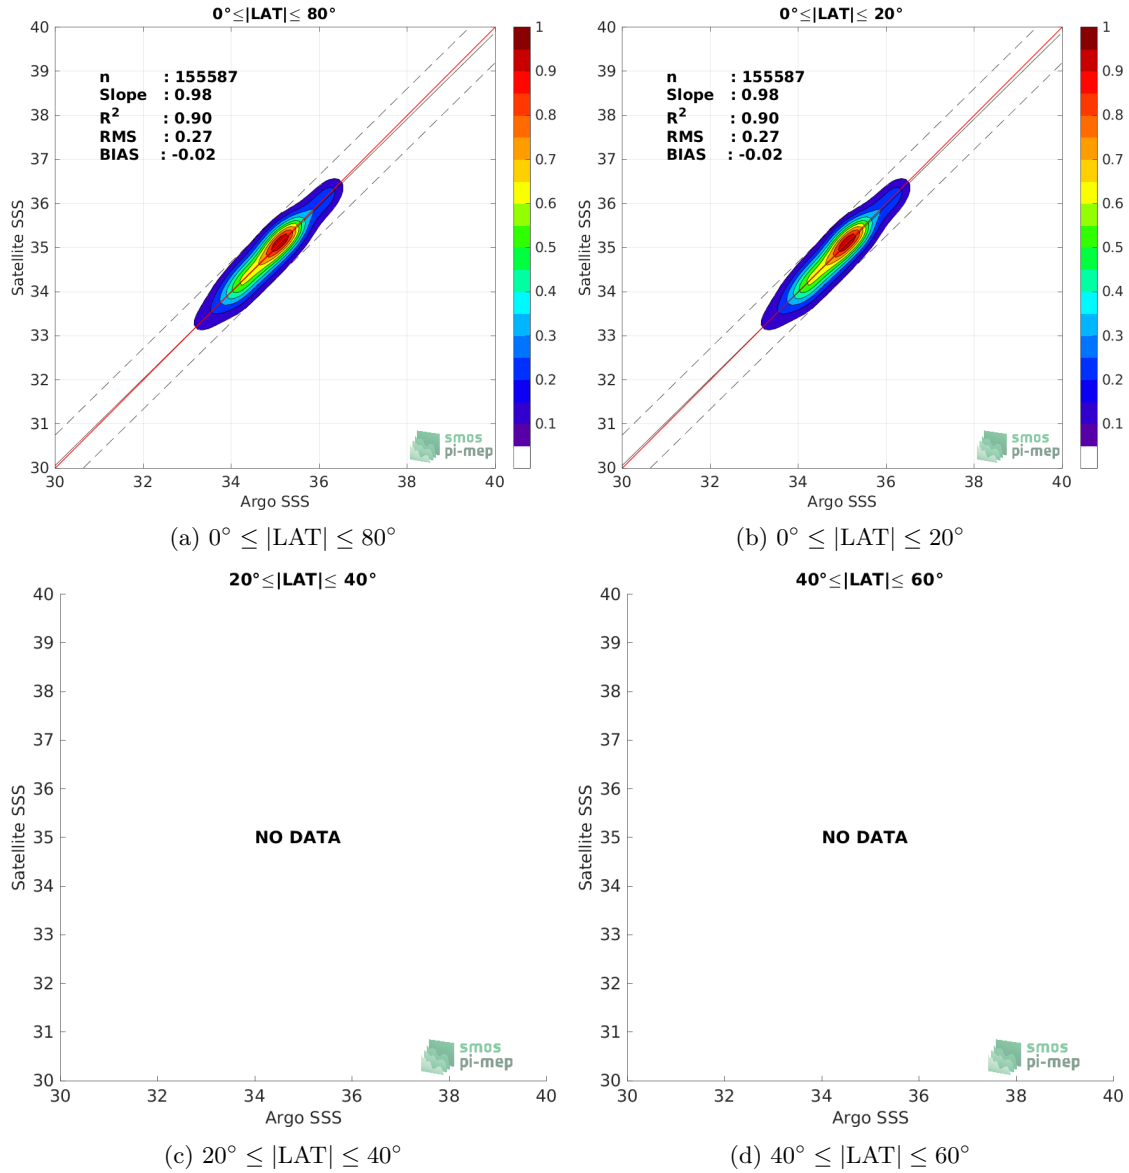 0°≤|LAT|≤ 80°
40
39
38
37
36
35
34
33
32
31
30
Satellite SSS
n : 155587
Slope : 0.98
R2 : 0.90
RMS : 0.27
BIAS : -0.02
smos
pi-mep
30 32 34 36 38 40
Argo SSS
1
0.9
0.8
0.7
0.6
0.5
0.4
0.3
0.2
0.1
(a) 0° ≤ |LAT| ≤ 80°
0°≤|LAT|≤ 20°
40
39
38
37
36
35
34
33
32
31
30
Satellite SSS
n : 155587
Slope : 0.98
R2 : 0.90
RMS : 0.27
BIAS : -0.02
smos
pi-mep
30 32 34 36 38 40
Argo SSS
1
0.9
0.8
0.7
0.6
0.5
0.4
0.3
0.2
0.1
(b) 0° ≤ |LAT| ≤ 20°
20°≤|LAT|≤ 40°
40
39
38
37
36
35
34
33
32
31
30
Satellite SSS
NO DATA
smos
pi-mep
30 32 34 36 38 40
Argo SSS
(c) 20° ≤ |LAT| ≤ 40°
40°≤|LAT|≤ 60°
40
39
38
37
36
35
34
33
32
31
30
Satellite SSS
NO DATA
smos
pi-mep
30 32 34 36 38 40
Argo SSS
(d) 40° ≤ |LAT| ≤ 60°